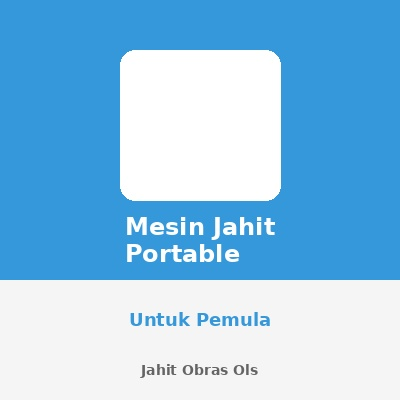 Mesin Jahit
Portable
Untuk Pemula
Jahit Obras Ols